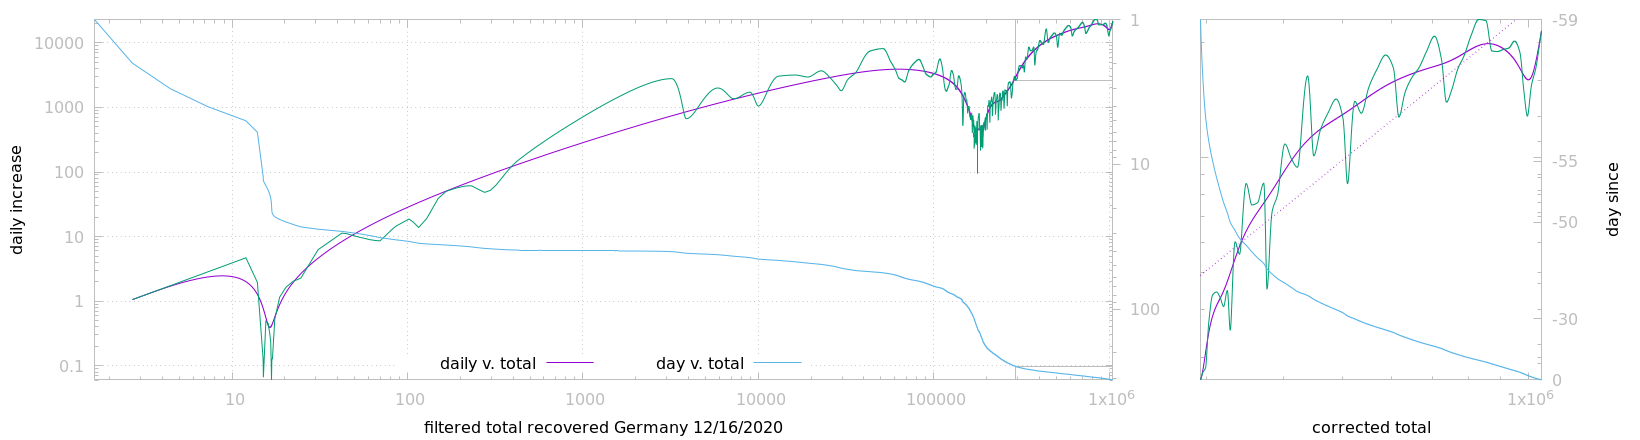 daily increase
10000
1000
100
10
1
0.1
daily v. total
day v. total
10
100
1000
10000
100000
1x10^6
filtered total recovered Germany 12/16/2020
1
10
100
-59
-55
-50
-30
0
day since
1x10^6
corrected total